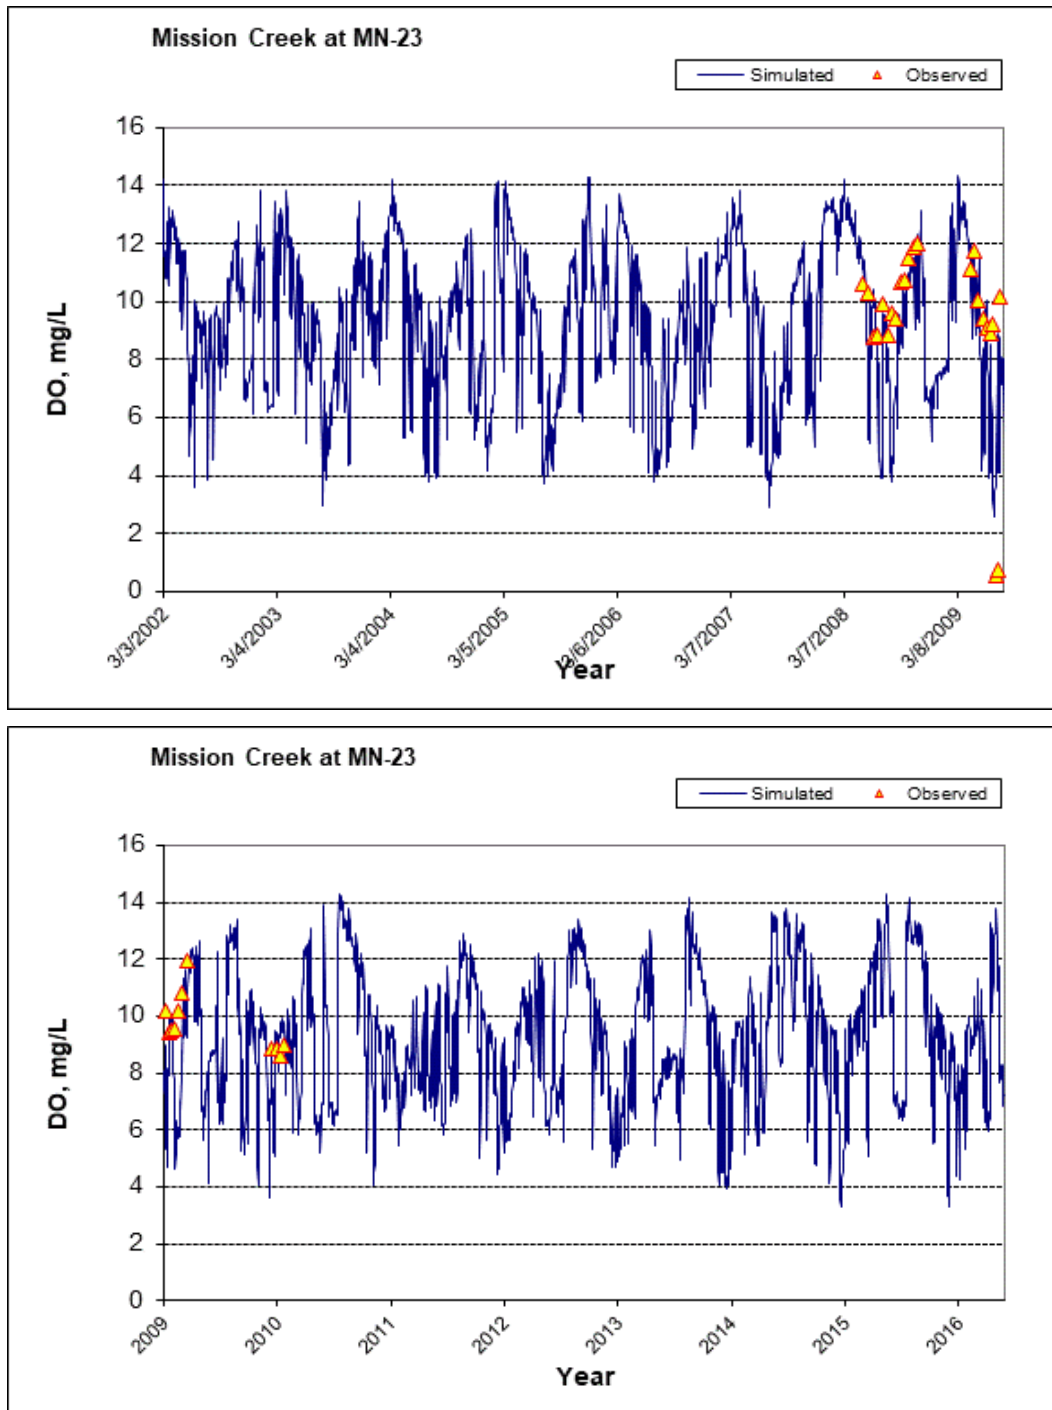 Mission Creek at MN-23
Simulated Observed
16
14
12
10
8
6
4
2
0
DO, mg/L
3/3/2002 3/4/2003 3/4/2004 3/5/2005 3/6/2006 3/7/2007 3/7/2008 3/8/2009
Year
Mission Creek at MN-23
Simulated Observed
16
14
12
10
8
6
4
2
0
DO, mg/L
2009 2010 2011 2012 2013 2014 2015 2016
Year